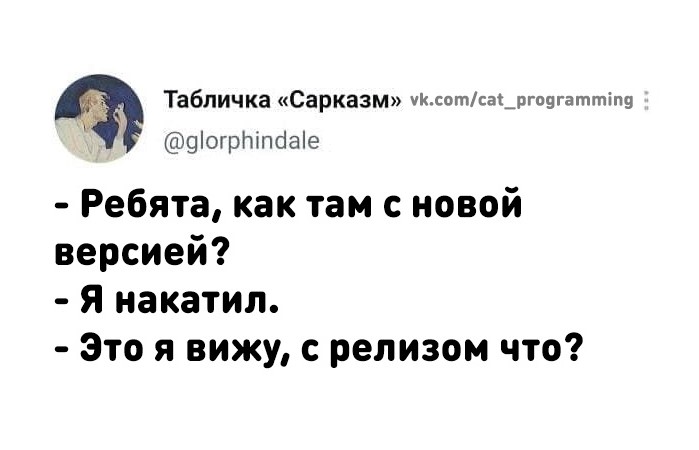 Табличка «Сарказм» vk.com/cat_programming
@glorphindale
- Ребята, как там с новой
версией?
- Я накатил.
- Это я вижу, с релизом что?